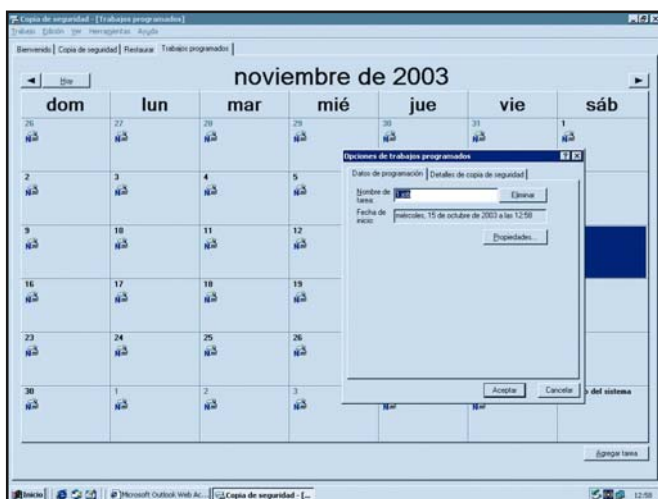 Copia de seguridad - [Trabajos programados]
Trabajo Edición Ver Herramientas Ayuda
Bienvenido Copia de seguridad Restaurar Trabajos programados
Hoy
noviembre de 2003
dom lun mar mié jue vie sáb
26 27 28 29 30 31 1
2 3 4 5
9 10 11 12
16 17 18 19
23 24 25 26
30 1 2 3
del sistema
Opciones de trabajos programados
Datos de programación Detalles de copia de seguridad
Nombre de tarea:
Eliminar
Fecha de inicio:
miércoles, 15 de octubre de 2003 a las 12:58
Propiedades...
Aceptar Cancelar
Agregar tarea
Inicio
Microsoft Outlook Web Ac...
Copia de seguridad - [...
12:58